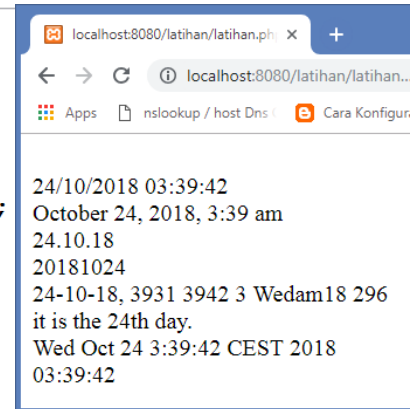 localhost:8080/latihan/latihan.ph
localhost:8080/latihan/latihan...
Apps nslookup / host Dns Cara Konfigur
24/10/2018 03:39:42
October 24, 2018, 3:39 am
24.10.18
20181024
;
24-10-18, 3931 3942 3 Wedam18 296
it is the 24th day.
Wed Oct 24 3:39:42 CEST 2018
03:39:42